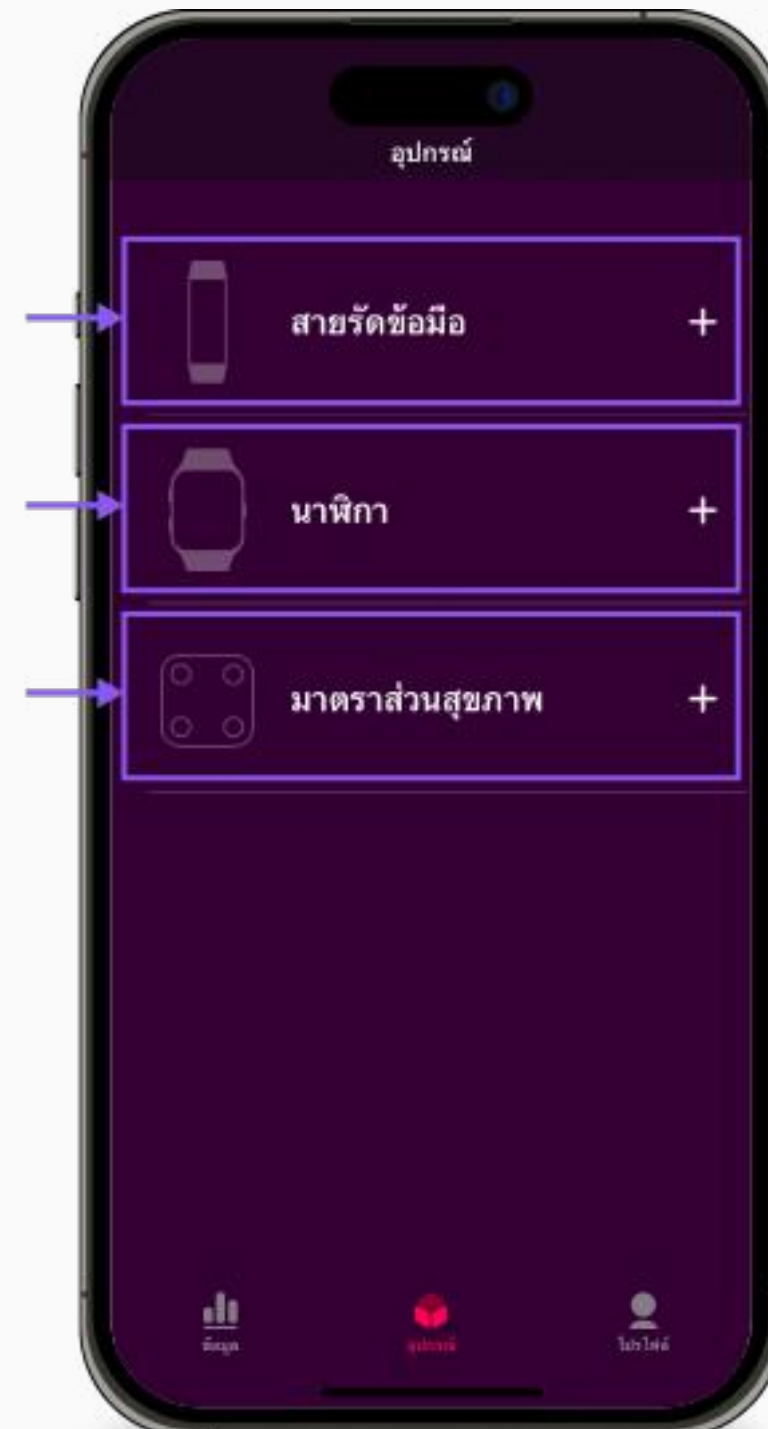 อุปกรณ์
สายรัดข้อมือ
นาฬิกา
มาตราส่วนสุขภาพ
ข้อมูล
อุปกรณ์
โปรไฟล์